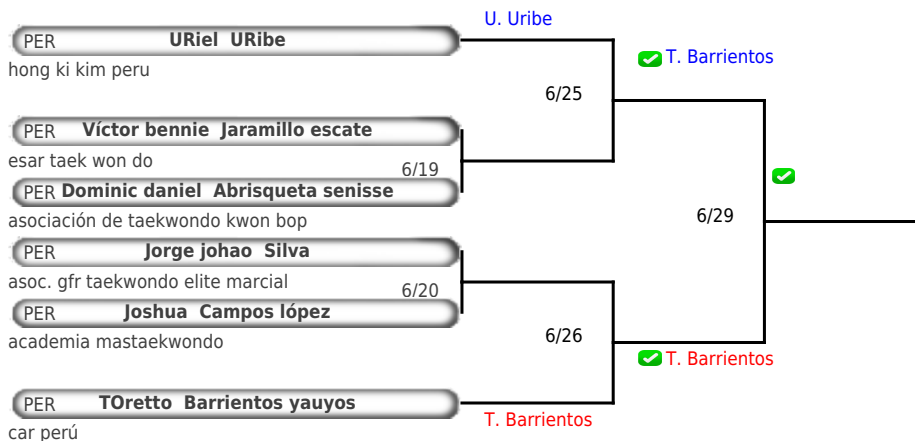 U. Uribe
PER URiel URibe
hong ki kim peru
T. Barrientos
6/25
PER Víctor bennie Jaramillo escate
esar taek won do
6/19
PER Dominic daniel Abrisqueta senisse
asociación de taekwondo kwon bop
6/29
PER Jorge johao Silva
asoc. gfr taekwondo elite marcial
6/20
PER Joshua Campos lópez
academia mastaekwondo
6/26
T. Barrientos
PER TOretto Barrientos yauyos
T. Barrientos
car perú